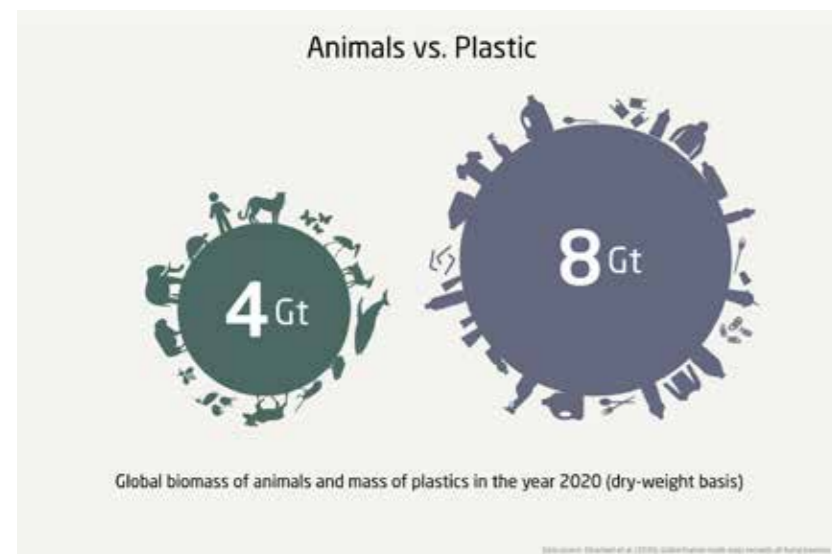 Animals vs. Plastic
4 Gt
8 Gt
Global biomass of animals and mass of plastics in the year 2020 (dry-weight basis)